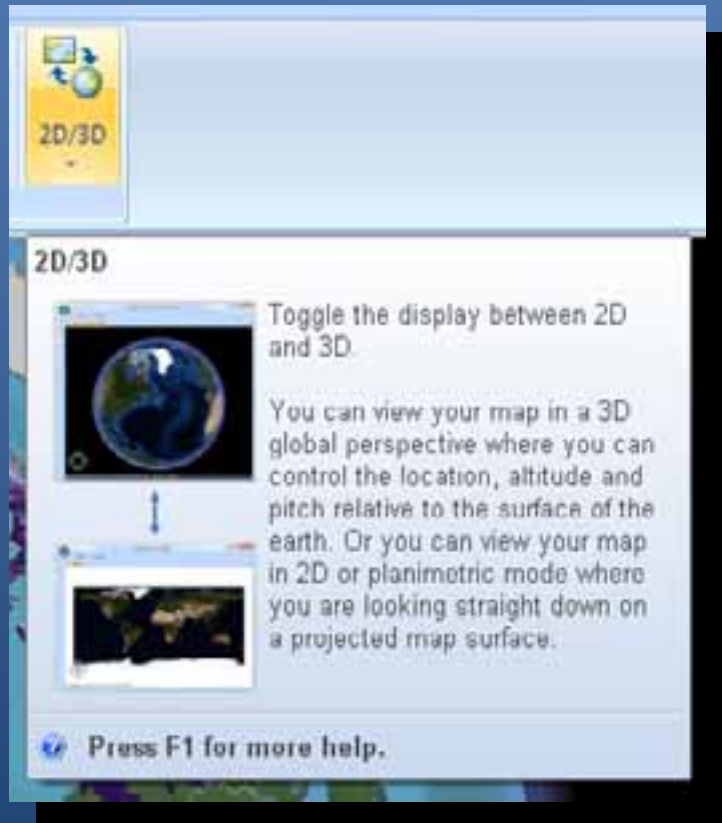 2D/3D
2D/3D
Toggle the display between 2D
and 3D.
You can view your map in a 3D
global perspective where you can
control the location, altitude and
pitch relative to the surface of the
earth. Or you can view your map
in 2D or planimetric mode where
you are looking straight down on
a projected map surface.
Press F1 for more help.